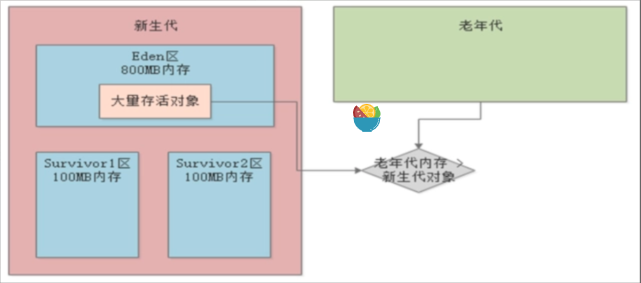 新生代
老年代
Eden区
800MB内存
大量存活对象
Survivor1区
100MB内存
Survivor2区
100MB内存
老年代内存 >
新生代对象